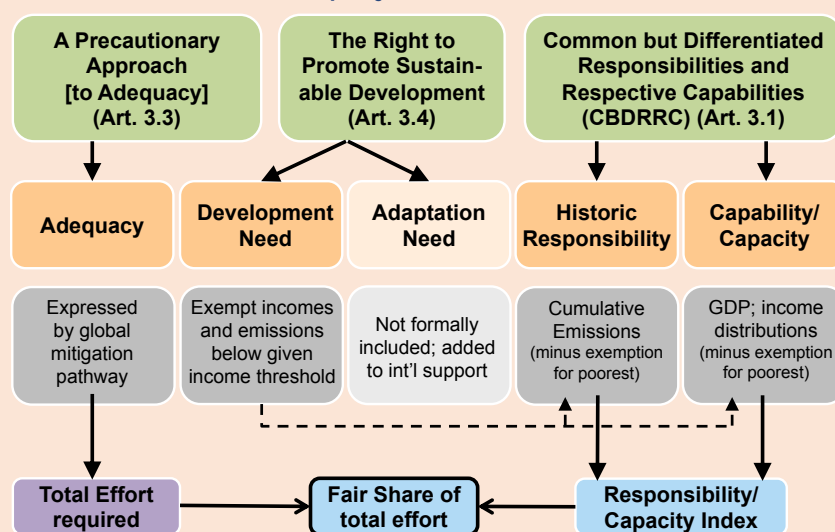 A Precautionary
Approach
[to Adequacy]
(Art. 3.3)
The Right to
Promote Sustain-
able Development
(Art. 3.4)
Common but Differentiated
Responsibilities and
Respective Capabilities
(CBDRRC) (Art. 3.1)
Adequacy
Development
Need
Adaptation
Need
Historic
Responsibility
Capability/
Capacity
Expressed
by global
mitigation
pathway
Exempt incomes
and emissions
below given
income threshold
Not formally
included; added
to int’l support
Cumulative
Emissions
(minus exemption
for poorest)
GDP; income
distributions
(minus exemption
for poorest)
Total Effort
required
Fair Share of
total effort
Responsibility/
Capacity Index